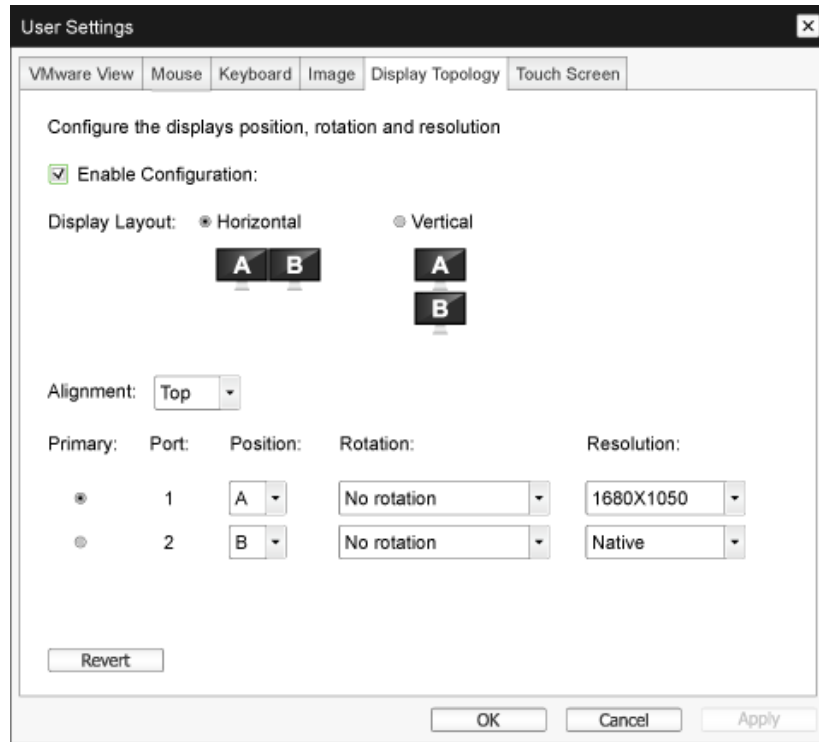 User Settings
VMware View Mouse Keyboard Image Display Topology Touch Screen
Configure the displays position, rotation and resolution
Enable Configuration:
Display Layout: Horizontal Vertical
A B A
B
Alignment: Top
Primary: Port: Position: Rotation: Resolution:
1 A No rotation 1680X1050
2 B No rotation Native
Revert
OK Cancel Apply